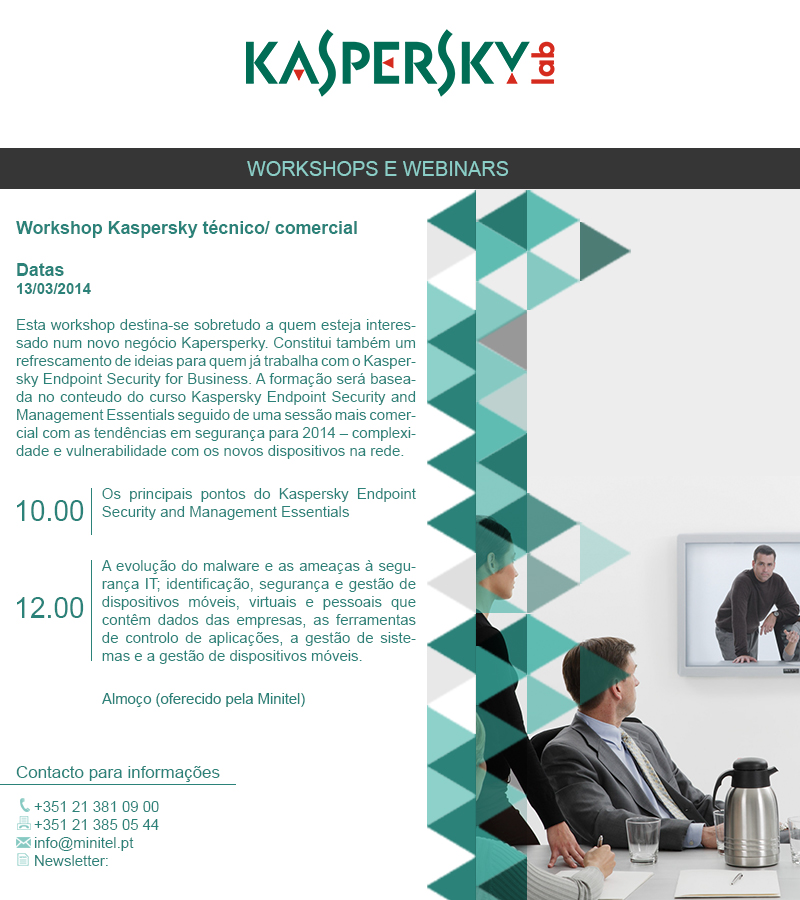 KASPERSKY lab
WORKSHOPS E WEBINARS
Workshop Kaspersky técnico/ comercial
Datas
13/03/2014
Esta workshop destina-se sobretudo a quem esteja interes-
sado num novo negócio Kapersperky. Constitui também um
refrescamento de ideias para quem já trabalha com o Kasper-
sky Endpoint Security for Business. A formação será basea-
da no conteudo do curso Kaspersky Endpoint Security and
Management Essentials seguido de uma sessão mais comer-
cial com as tendências em segurança para 2014 – complexi-
dade e vulnerabilidade com os novos dispositivos na rede.
10.00
Os principais pontos do Kaspersky Endpoint
Security and Management Essentials
12.00
A evolução do malware e as ameaças à segu-
rança IT; identificação, segurança e gestão de
dispositivos móveis, virtuais e pessoais que
contêm dados das empresas, as ferramentas
de controlo de aplicações, a gestão de siste-
mas e a gestão de dispositivos móveis.
Almoço (oferecido pela Minitel)
Contacto para informações
+351 21 381 09 00
+351 21 385 05 44
info@minitel.pt
Newsletter: